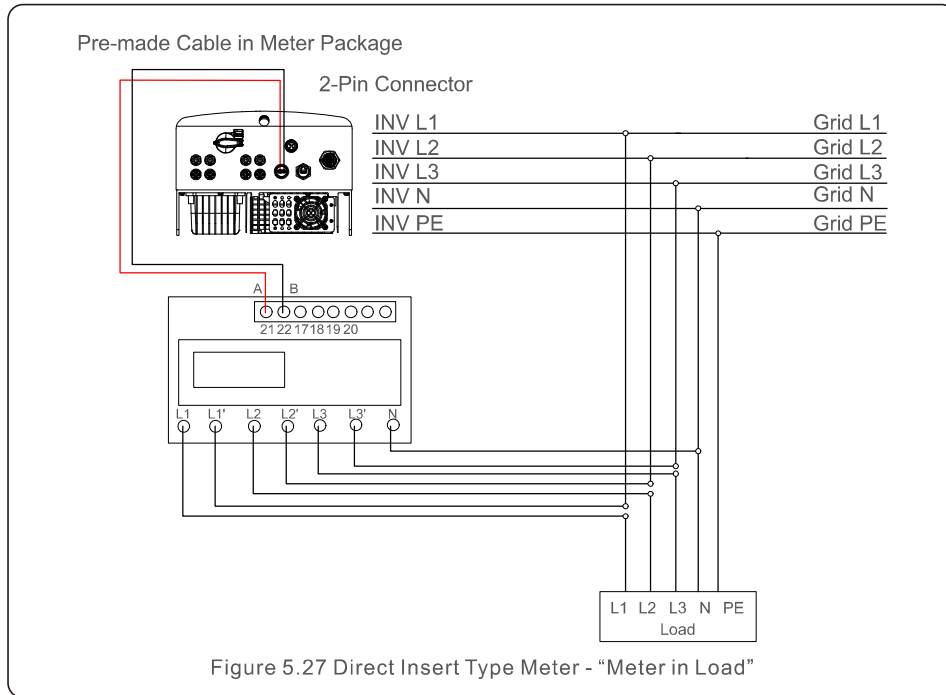 Pre-made Cable in Meter Package
2-Pin Connector
INV L1 Grid L1
INV L2 Grid L2
INV L3 Grid L3
INV N Grid N
INV PE Grid PE
A B
21 22 17 18 19 20
L1 L1' L2 L2' L3 L3' N
L1 L2 L3 N PE
Load
Figure 5.27 Direct Insert Type Meter - “Meter in Load”